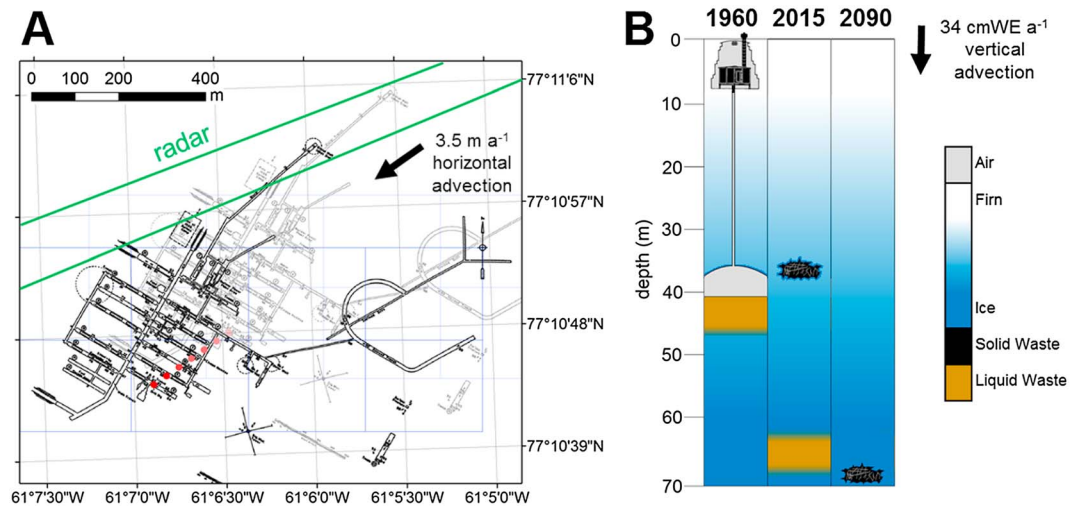 A
0 100 200 400
m
radar
3.5 m a⁻¹
horizontal
advection
77°11'6"N
77°10'57"N
77°10'48"N
77°10'39"N
61°7'30"W 61°7'0"W 61°6'30"W 61°6'0"W 61°5'30"W 61°5'0"W
B
1960 2015 2090
depth (m)
0
10
20
30
40
50
60
70
34 cmWE a⁻¹
vertical
advection
Air
Firn
Ice
Solid Waste
Liquid Waste